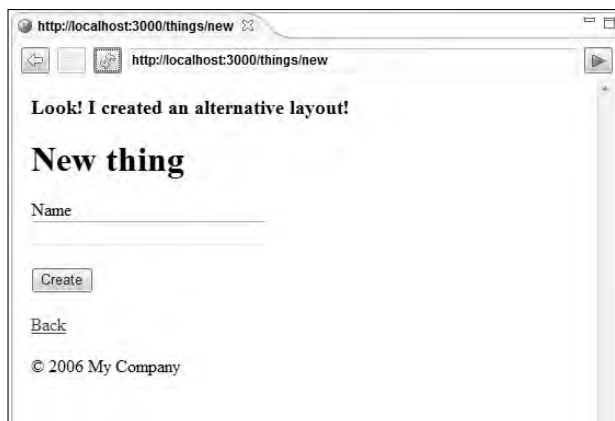 http://localhost:3000/things/new
http://localhost:3000/things/new
Look! I created an alternative layout!
New thing
Name
Create
Back
© 2006 My Company